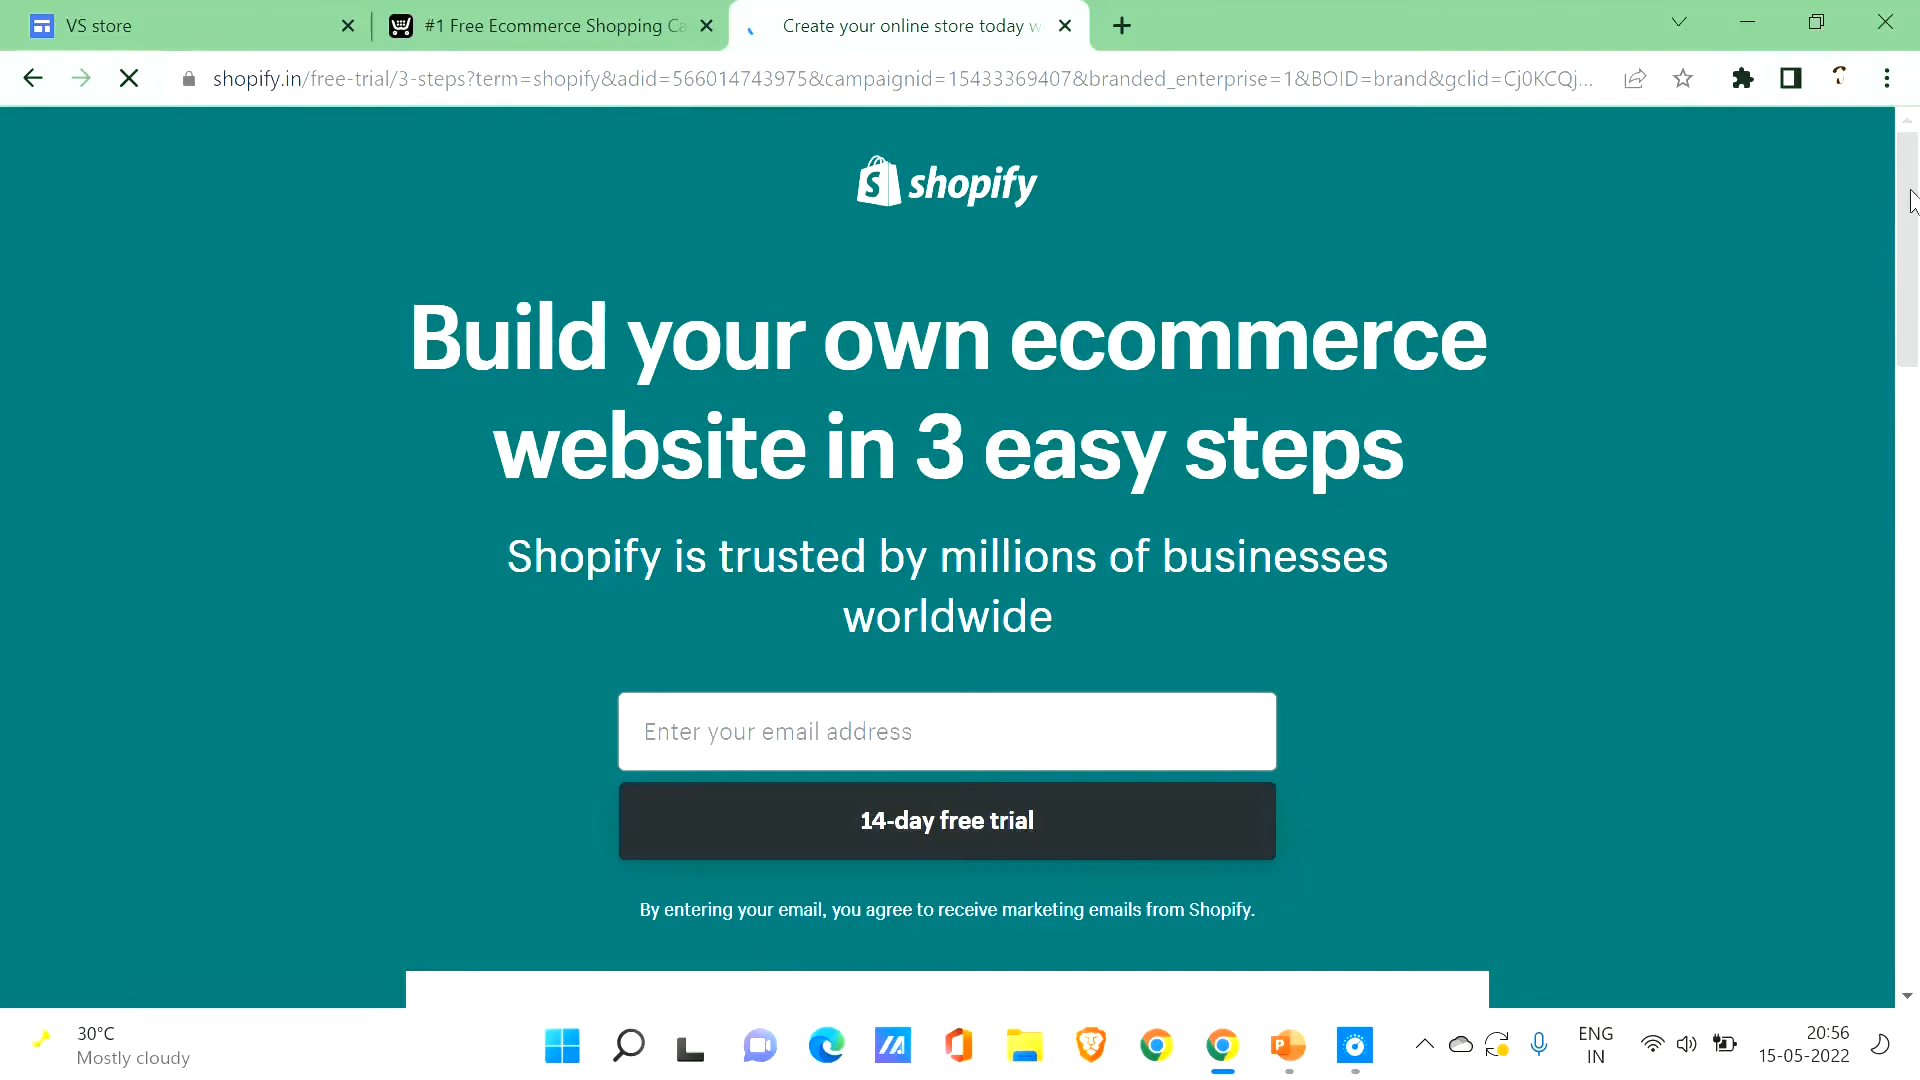 VS store
#1 Free Ecommerce Shopping Ca
Create your online store today w
shopify.in/free-trial/3-steps?term=shopify&adid=566014743975&campaignid=15433369407&branded_enterprise=1&BOID=brand&gclid=Cj0KCQj...
shopify
Build your own ecommerce
website in 3 easy steps
Shopify is trusted by millions of businesses
worldwide
Enter your email address
14-day free trial
By entering your email, you agree to receive marketing emails from Shopify.
30°C
Mostly cloudy
ENG
IN
20:56
15-05-2022